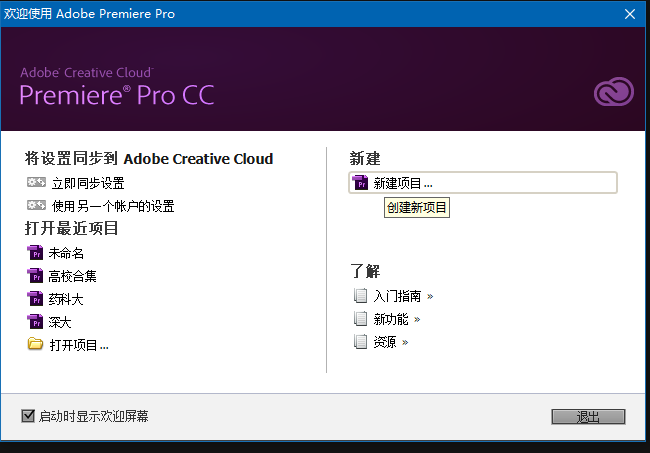 欢迎使用 Adobe Premiere Pro
Adobe® Creative Cloud™
Premiere® Pro CC
将设置同步到 Adobe Creative Cloud
立即同步设置
使用另一个帐户的设置
打开最近项目
Pr 未命名
Pr 高校合集
Pr 药科大
Pr 深大
打开项目...
新建
Pr 新建项目...
创建新项目
了解
入门指南 »
新功能 »
资源 »
启动时显示欢迎屏幕
退出